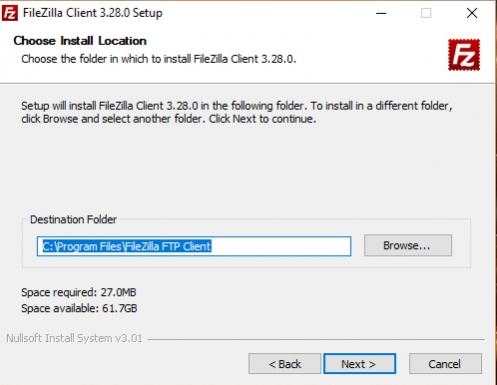 FileZilla Client 3.28.0 Setup
Choose Install Location
Choose the folder in which to install FileZilla Client 3.28.0.
Fz
Setup will install FileZilla Client 3.28.0 in the following folder. To install in a different folder,
click Browse and select another folder. Click Next to continue.
Destination Folder
C:\Program Files\FileZilla FTP Client
Browse...
Space required: 27.0MB
Space available: 61.7GB
Nullsoft Install System v3.01
< Back
Next >
Cancel